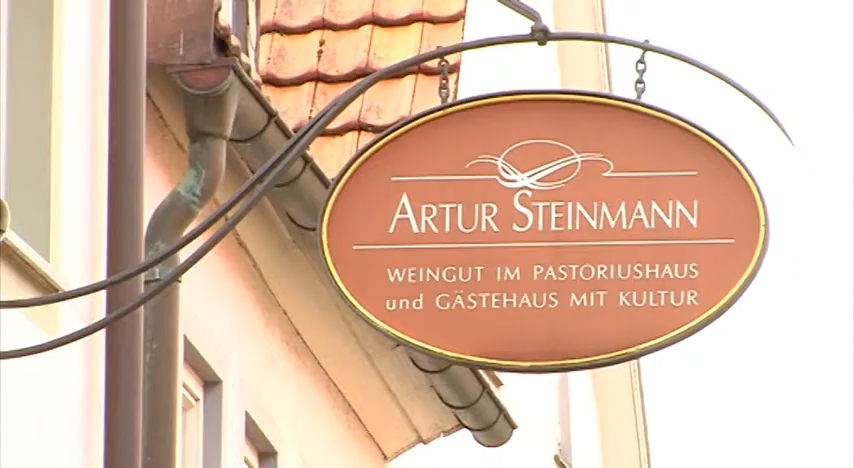 ARTUR STEINMANN
WEINGUT IM PASTORIUSHAUS
und GÄSTEHAUS MIT KULTUR